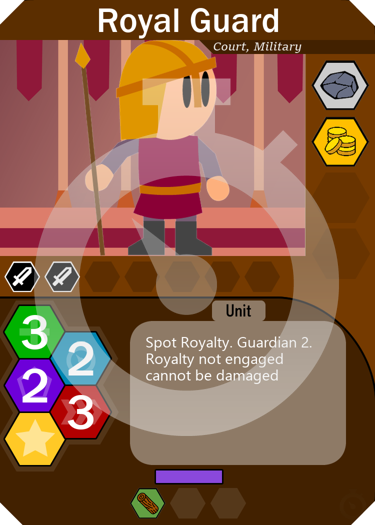 Royal Guard
Court, Military
Unit
3
2
2
3
Spot Royalty. Guardian 2.
Royalty not engaged
cannot be damaged